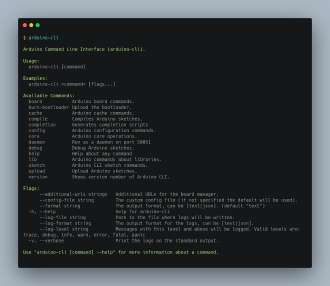 $ arduino-cli
Arduino Command Line Interface (arduino-cli).
Usage:
arduino-cli [command]
Examples:
arduino-cli <command> [flags...]
Available Commands:
board Arduino board commands.
burn-bootloader Upload the bootloader.
cache Arduino cache commands.
compile Compiles Arduino sketches.
completion Generates completion scripts
config Arduino configuration commands.
core Arduino core operations.
daemon Run as a daemon on port 50051
debug Debug Arduino sketches.
help Help about any command
lib Arduino commands about libraries.
sketch Arduino CLI sketch commands.
upload Upload Arduino sketches.
version Shows version number of Arduino CLI.
Flags:
--additional-urls strings Additional URLs for the board manager.
--config-file string The custom config file (if not specified the default will be used).
--format string The output format, can be [text|json]. (default "text")
-h, --help help for arduino-cli
--log-file string Path to the file where logs will be written.
--log-format string The output format for the logs, can be [text|json].
--log-level string Messages with this level and above will be logged. Valid levels are:
trace, debug, info, warn, error, fatal, panic
-v, --verbose Print the logs on the standard output.
Use "arduino-cli [command] --help" for more information about a command.